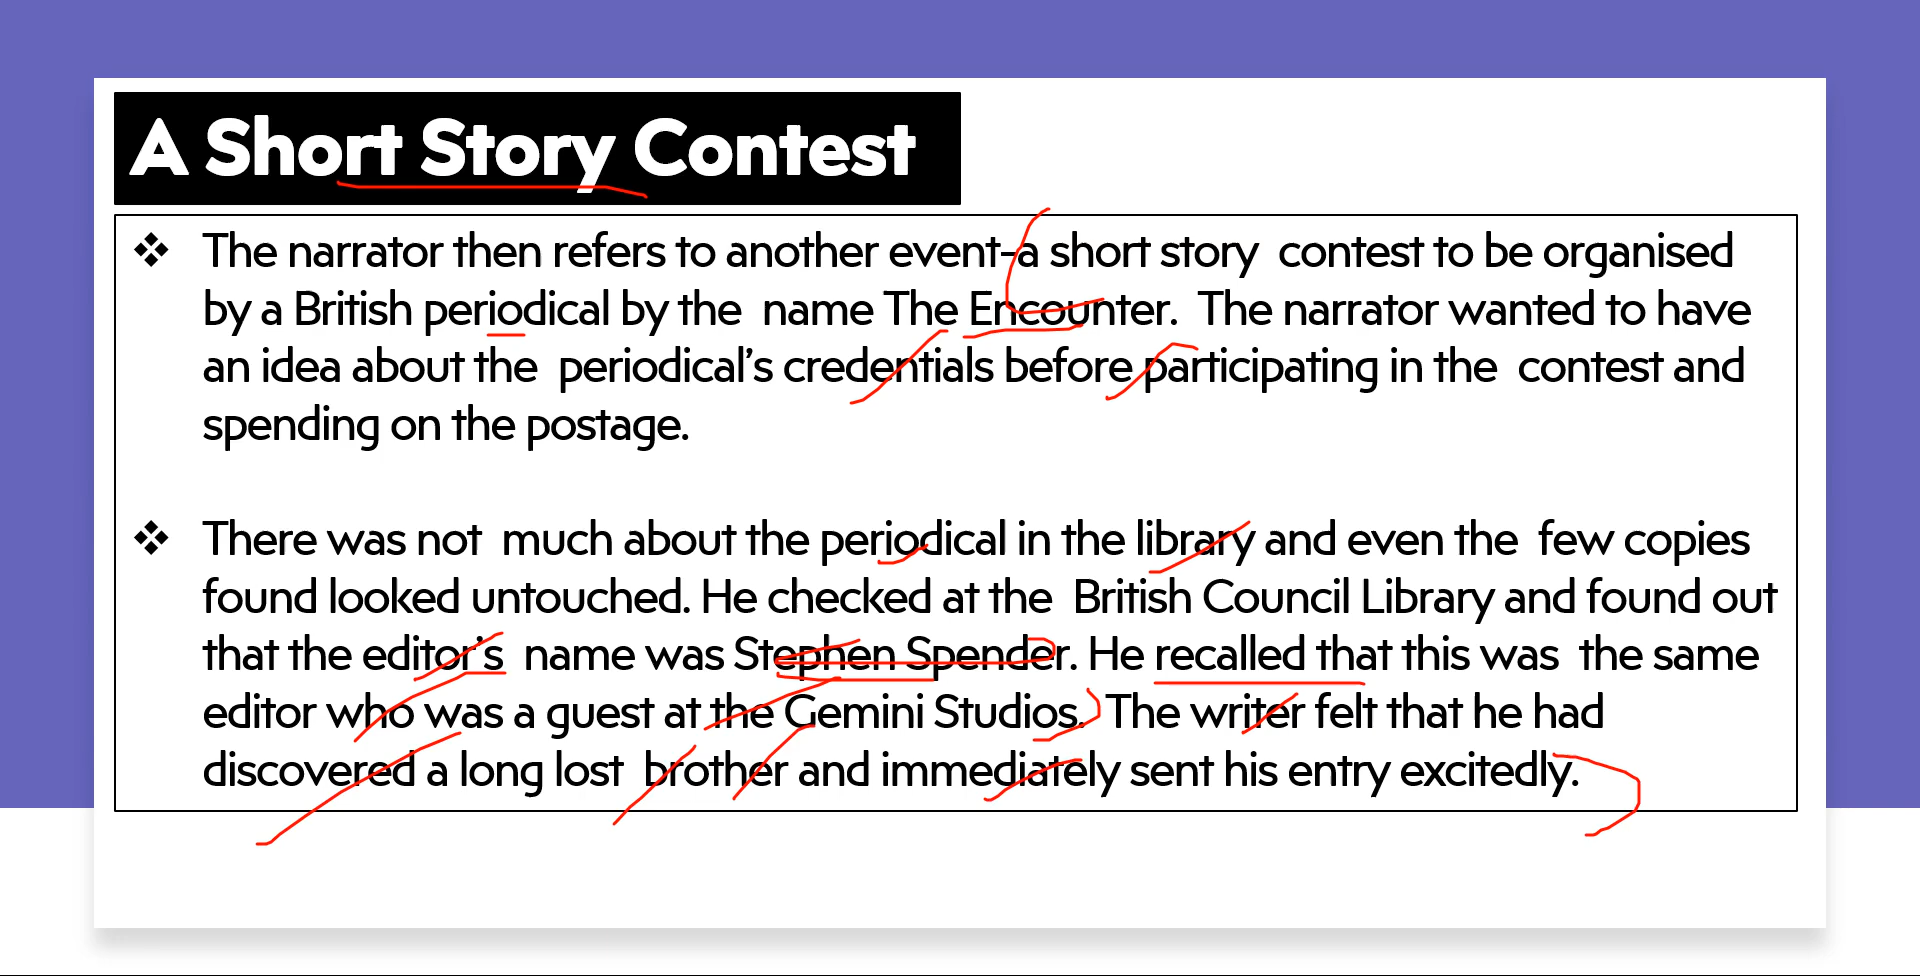 A Short Story Contest
❖ The narrator then refers to another event-a short story contest to be organised
by a British periodical by the name The Encounter. The narrator wanted to have
an idea about the periodical's credentials before participating in the contest and
spending on the postage.
❖ There was not much about the periodical in the library and even the few copies
found looked untouched. He checked at the British Council Library and found out
that the editor's name was Stephen Spender. He recalled that this was the same
editor who was a guest at the Gemini Studios. The writer felt that he had
discovered a long lost brother and immediately sent his entry excitedly.